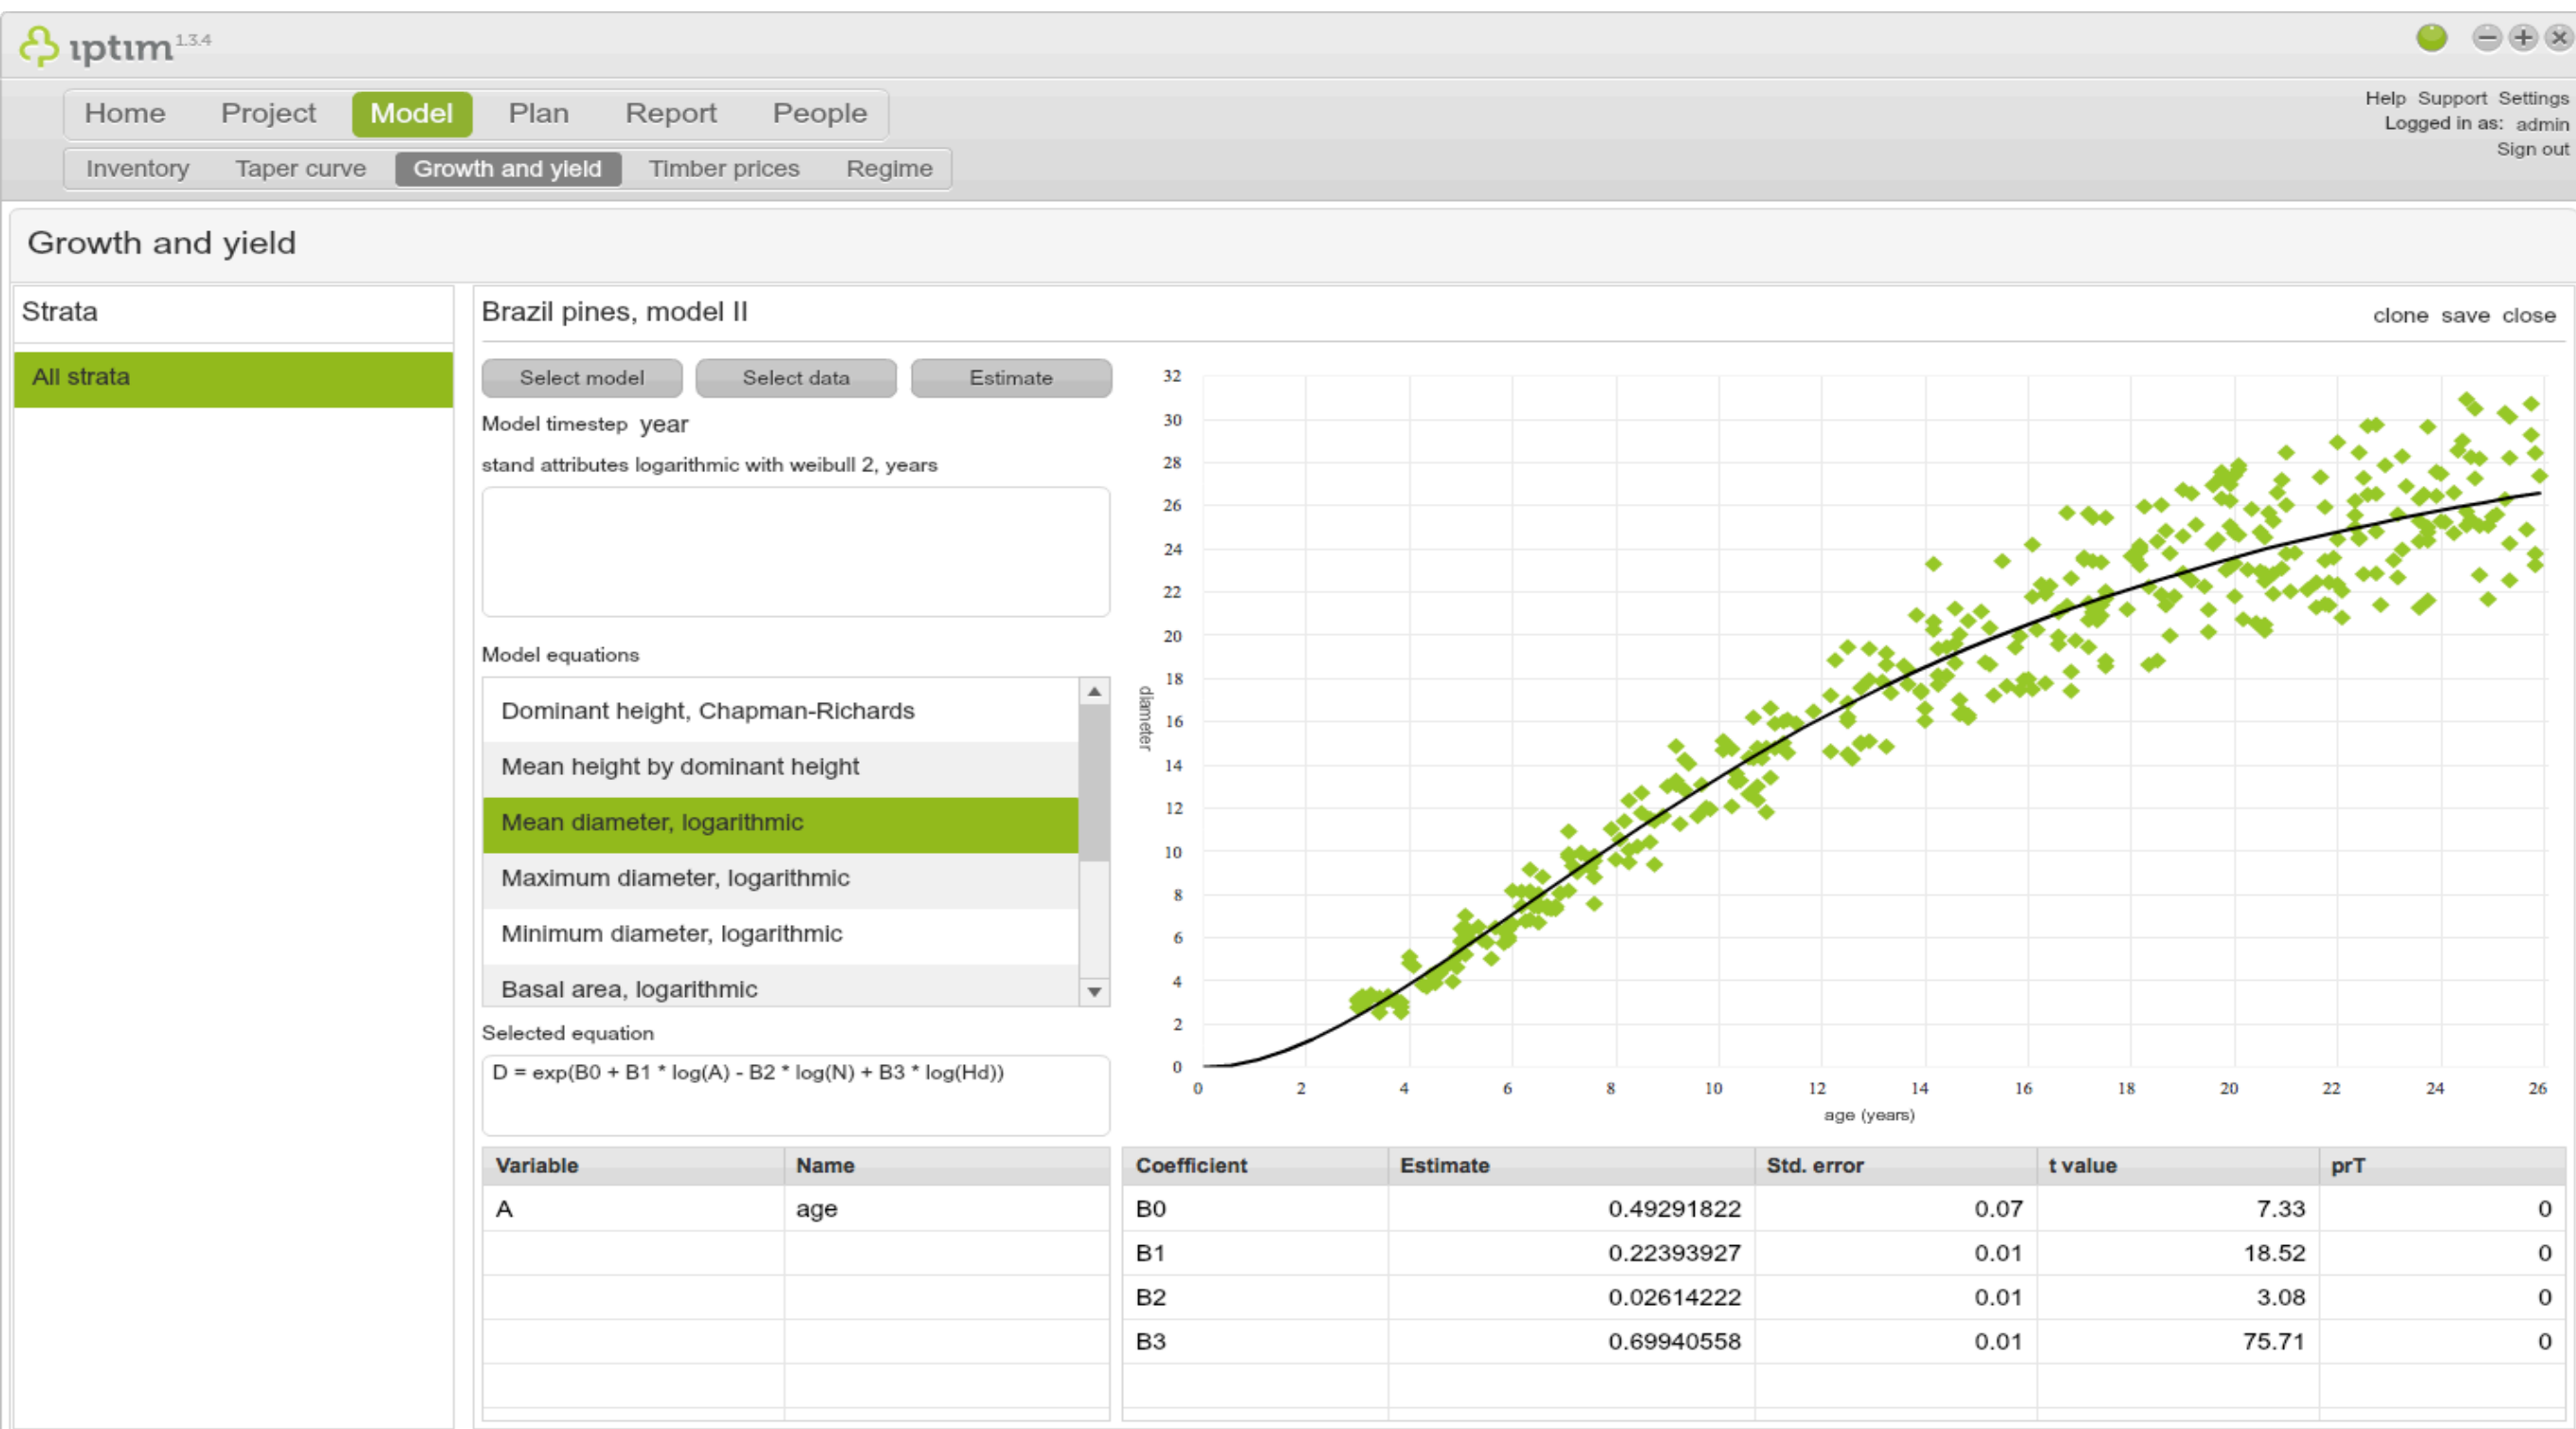 ıptım 1.3.4
Home Project Model Plan Report People
Help Support Settings
Logged in as: admin
Sign out
Inventory Taper curve Growth and yield Timber prices Regime
Growth and yield
Strata
All strata
Brazil pines, model II
clone save close
Select model Select data Estimate
Model timestep year
stand attributes logarithmic with weibull 2, years
Model equations
Dominant height, Chapman-Richards
Mean height by dominant height
Mean diameter, logarithmic
Maximum diameter, logarithmic
Minimum diameter, logarithmic
Basal area, logarithmic
Selected equation
D = exp(B0 + B1 * log(A) - B2 * log(N) + B3 * log(Hd))
Variable Name
A age
32
30
28
26
24
22
20
18
16
14
12
10
8
6
4
2
0
diameter
0 2 4 6 8 10 12 14 16 18 20 22 24 26
age (years)
Coefficient Estimate Std. error t value prT
B0 0.49291822 0.07 7.33 0
B1 0.22393927 0.01 18.52 0
B2 0.02614222 0.01 3.08 0
B3 0.69940558 0.01 75.71 0